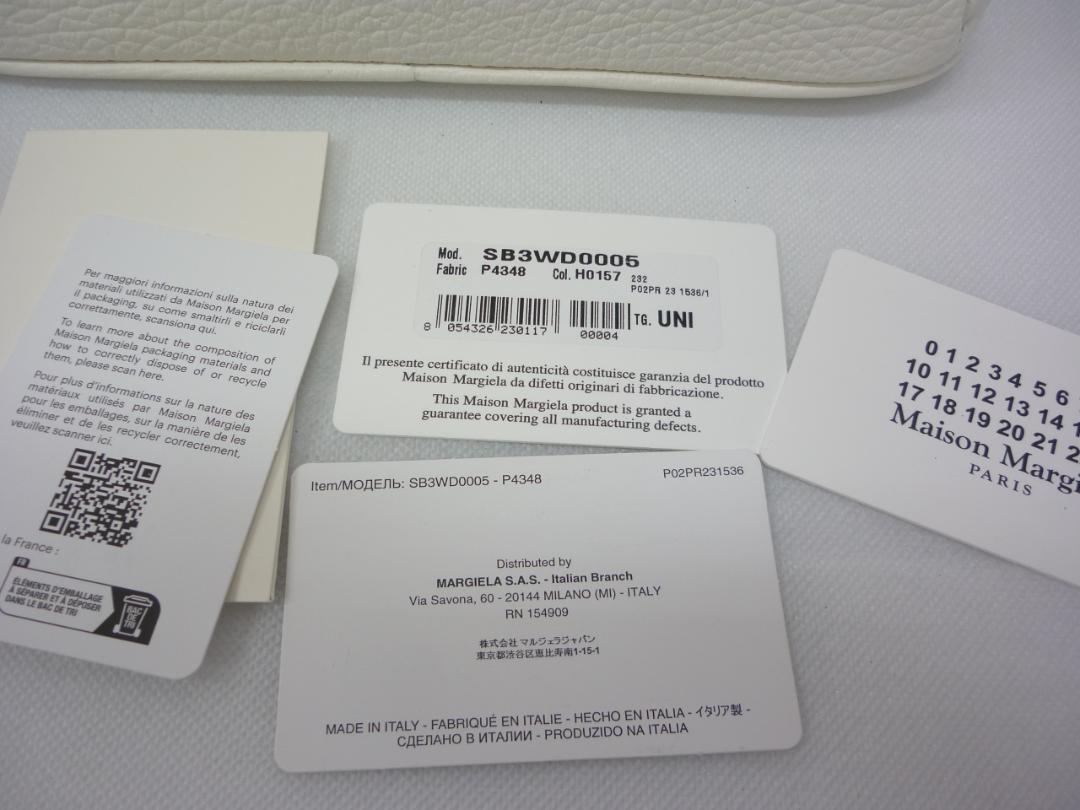 Per maggiori informazioni sulla natura dei
materiali utilizzati da Maison Margiela per
il packaging, su come smaltirli e riciclarli
correttamente, scansiona qui.
To learn more about the composition of
Maison Margiela packaging materials and
how to correctly dispose of or recycle
them, please scan here.
Pour plus d'informations sur la nature des
matériaux utilisés par Maison Margiela
pour les emballages, sur la manière de les
éliminer et de les recycler correctement,
veuillez scanner ici.
la France :
FR
ÉLÉMENTS D'EMBALLAGE
À SÉPARER ET À DÉPOSER
DANS LE BAC DE TRI
BAC
DE
TRI
Mod. SB3WD0005
Fabric P4348 Col. H0157 232
P02PR 23 1536/1
8 054326 230117 00004 TG. UNI
Il presente certificato di autenticità costituisce garanzia del prodotto
Maison Margiela da difetti originari di fabbricazione.
This Maison Margiela product is granted a
guarantee covering all manufacturing defects.
Item/МОДЕЛЬ: SB3WD0005 - P4348
P02PR231536
Distributed by
MARGIELA S.A.S. - Italian Branch
Via Savona, 60 - 20144 MILANO (MI) - ITALY
RN 154909
株式会社 マルジェラジャパン
東京都渋谷区恵比寿南1-15-1
MADE IN ITALY - FABRIQUÉ EN ITALIE - HECHO EN ITALIA - イタリア製 -
СДЕЛАНО В ИТАЛИИ - PRODUZIDO NA ITALIA
0 1 2 3 4 5 6
10 11 12 13 14 1
17 18 19 20 21 2
Maison Margi
PARIS